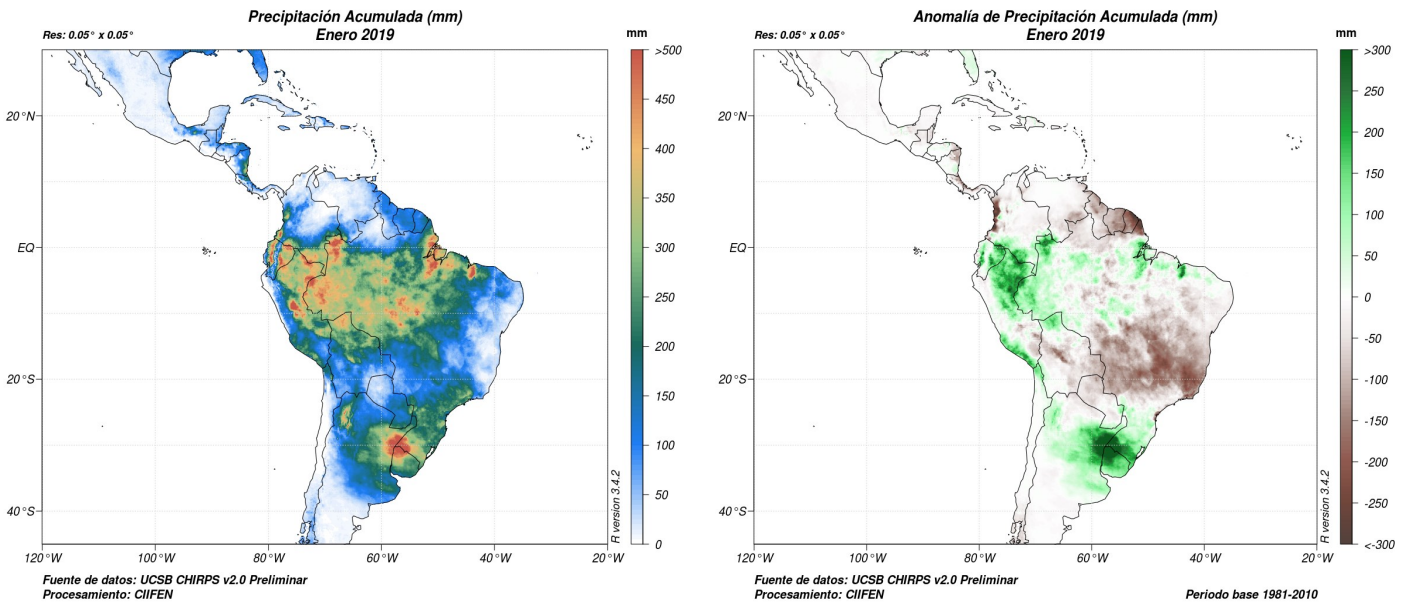 Precipitación Acumulada (mm)
Enero 2019
Res: 0.05° x 0.05°
mm
>500
450
400
350
300
250
200
150
100
50
0
20°N
EQ
20°S
40°S
120°W
100°W
80°W
60°W
40°W
20°W
R version 3.4.2
Fuente de datos: UCSB CHIRPS v2.0 Preliminar
Procesamiento: CIIFEN
Anomalía de Precipitación Acumulada (mm)
Enero 2019
Res: 0.05° x 0.05°
mm
>300
250
200
150
100
50
0
-50
-100
-150
-200
-250
<-300
20°N
EQ
20°S
40°S
120°W
100°W
80°W
60°W
40°W
20°W
R version 3.4.2
Fuente de datos: UCSB CHIRPS v2.0 Preliminar
Procesamiento: CIIFEN
Periodo base 1981-2010